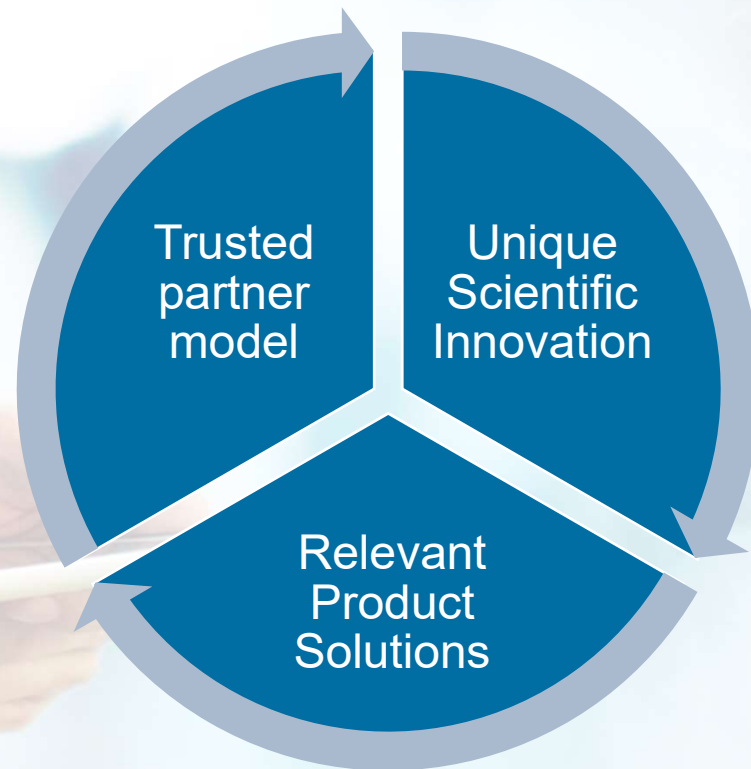 Trusted
partner
model
Unique
Scientific
Innovation
Relevant
Product
Solutions